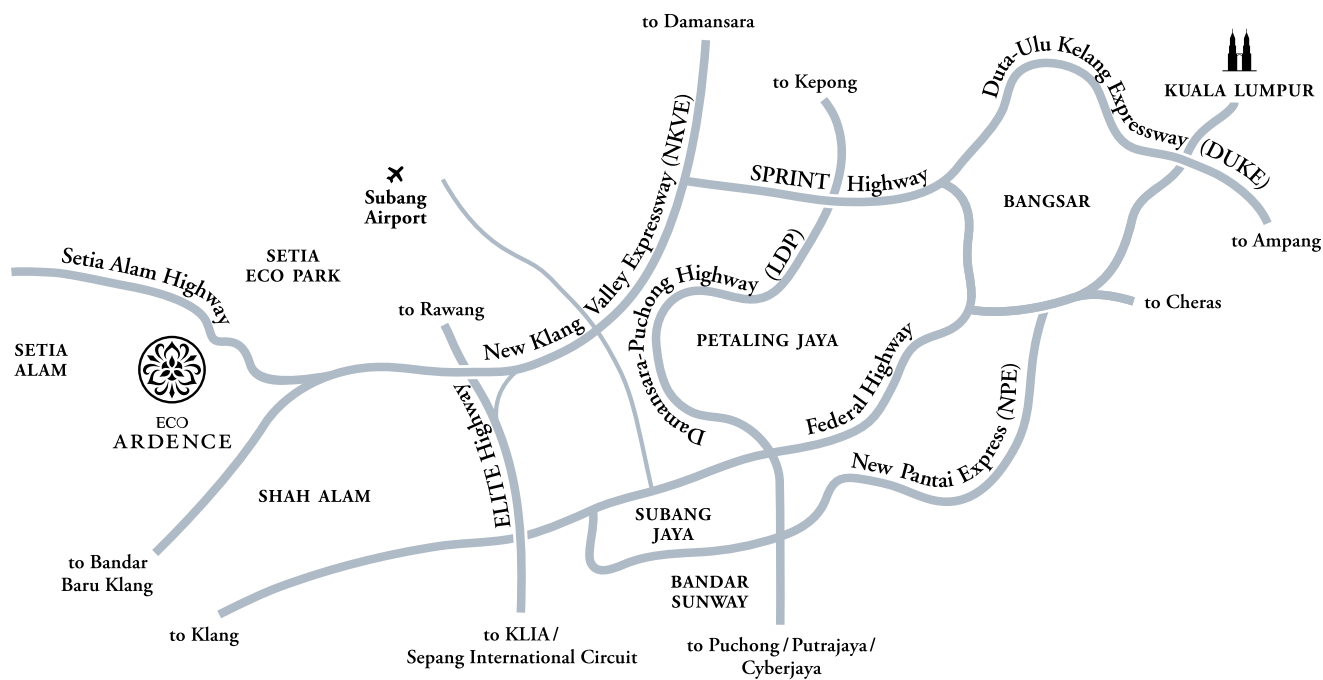 to Damansara
to Kepong
Duta-Ulu Kelang Expressway (DUKE)
KUALA LUMPUR
New Klang Valley Expressway (NKVE)
SPRINT Highway
Subang
Airport
BANGSAR
to Ampang
Setia Alam Highway
SETIA
ECO PARK
Damansara-Puchong Highway (LDP)
to Rawang
to Cheras
SETIA
ALAM
PETALING JAYA
ECO
ARDENCE
ELITE Highway
Federal Highway
New Pantai Express (NPE)
SHAH ALAM
SUBANG
JAYA
to Bandar
Baru Klang
BANDAR
SUNWAY
to Klang
to KLIA /
Sepang International Circuit
to Puchong / Putrajaya /
Cyberjaya